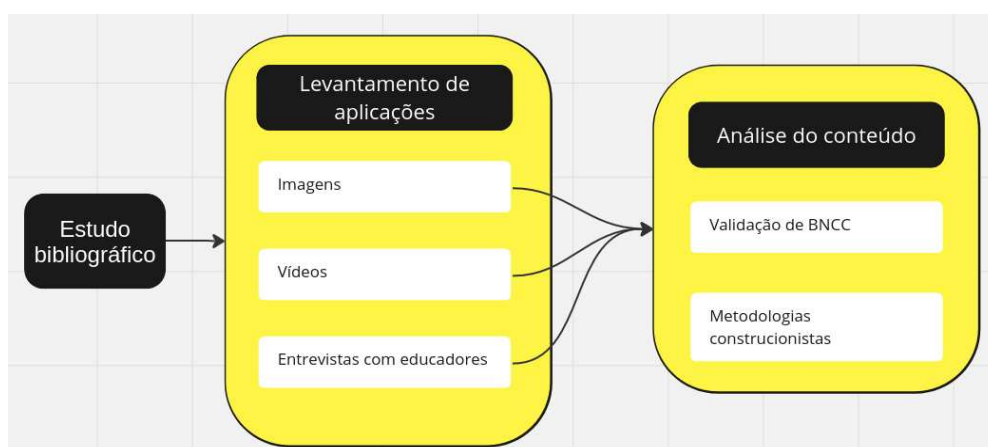 Estudo
bibliográfico
Levantamento de
aplicações
Imagens
Vídeos
Entrevistas com educadores
Análise do conteúdo
Validação de BNCC
Metodologias
construcionistas